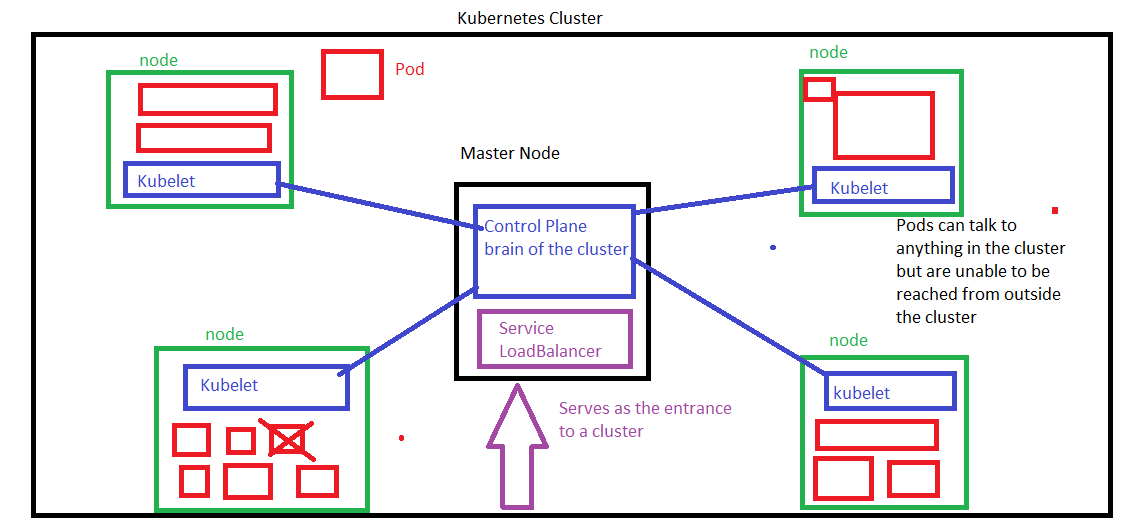 Kubernetes Cluster
node
Pod
node
Kubelet
Master Node
Kubelet
Control Plane
brain of the cluster
Pods can talk to
anything in the cluster
but are unable to be
reached from outside
the cluster
Service
LoadBalancer
node
Kubelet
node
kubelet
Serves as the entrance
to a cluster